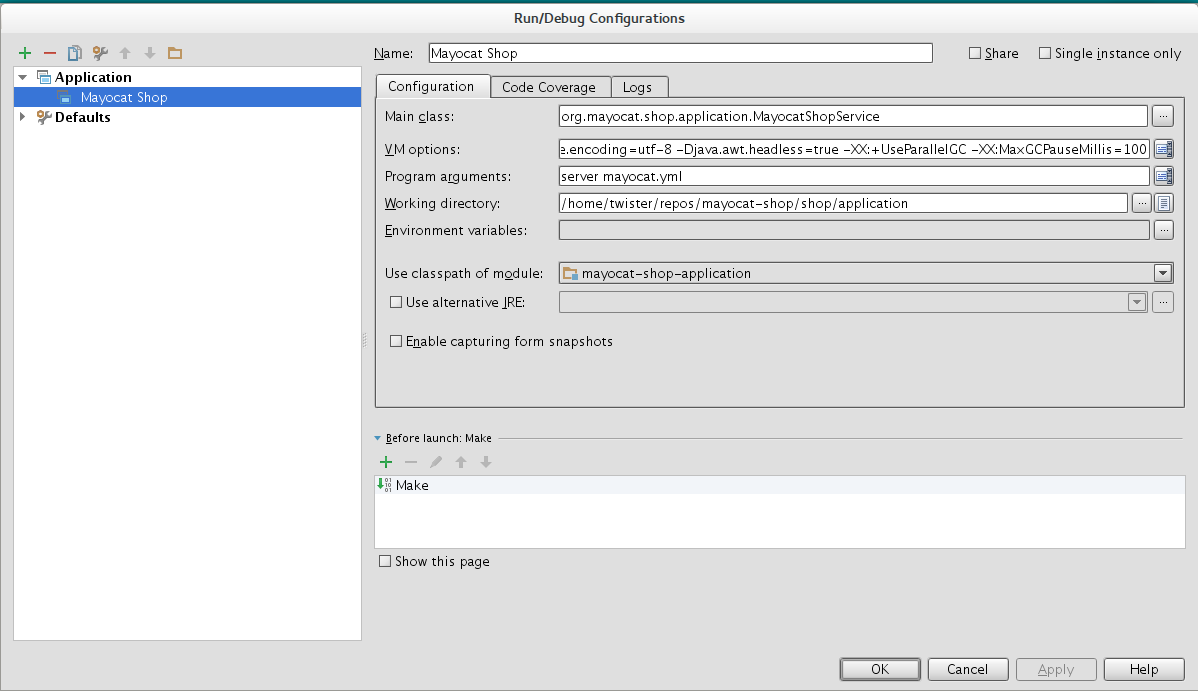 Run/Debug Configurations
Name: Mayocat Shop Share Single instance only
Application
Mayocat Shop
Defaults
Configuration Code Coverage Logs
Main class: org.mayocat.shop.application.MayocatShopService ...
VM options: e.encoding=utf-8 -Djava.awt.headless=true -XX:+UseParallelGC -XX:MaxGCPauseMillis=100
Program arguments: server mayocat.yml
Working directory: /home/twister/repos/mayocat-shop/shop/application ...
Environment variables: ...
Use classpath of module: mayocat-shop-application
Use alternative JRE: ...
Enable capturing form snapshots
Before launch: Make
Make
Show this page
OK Cancel Apply Help